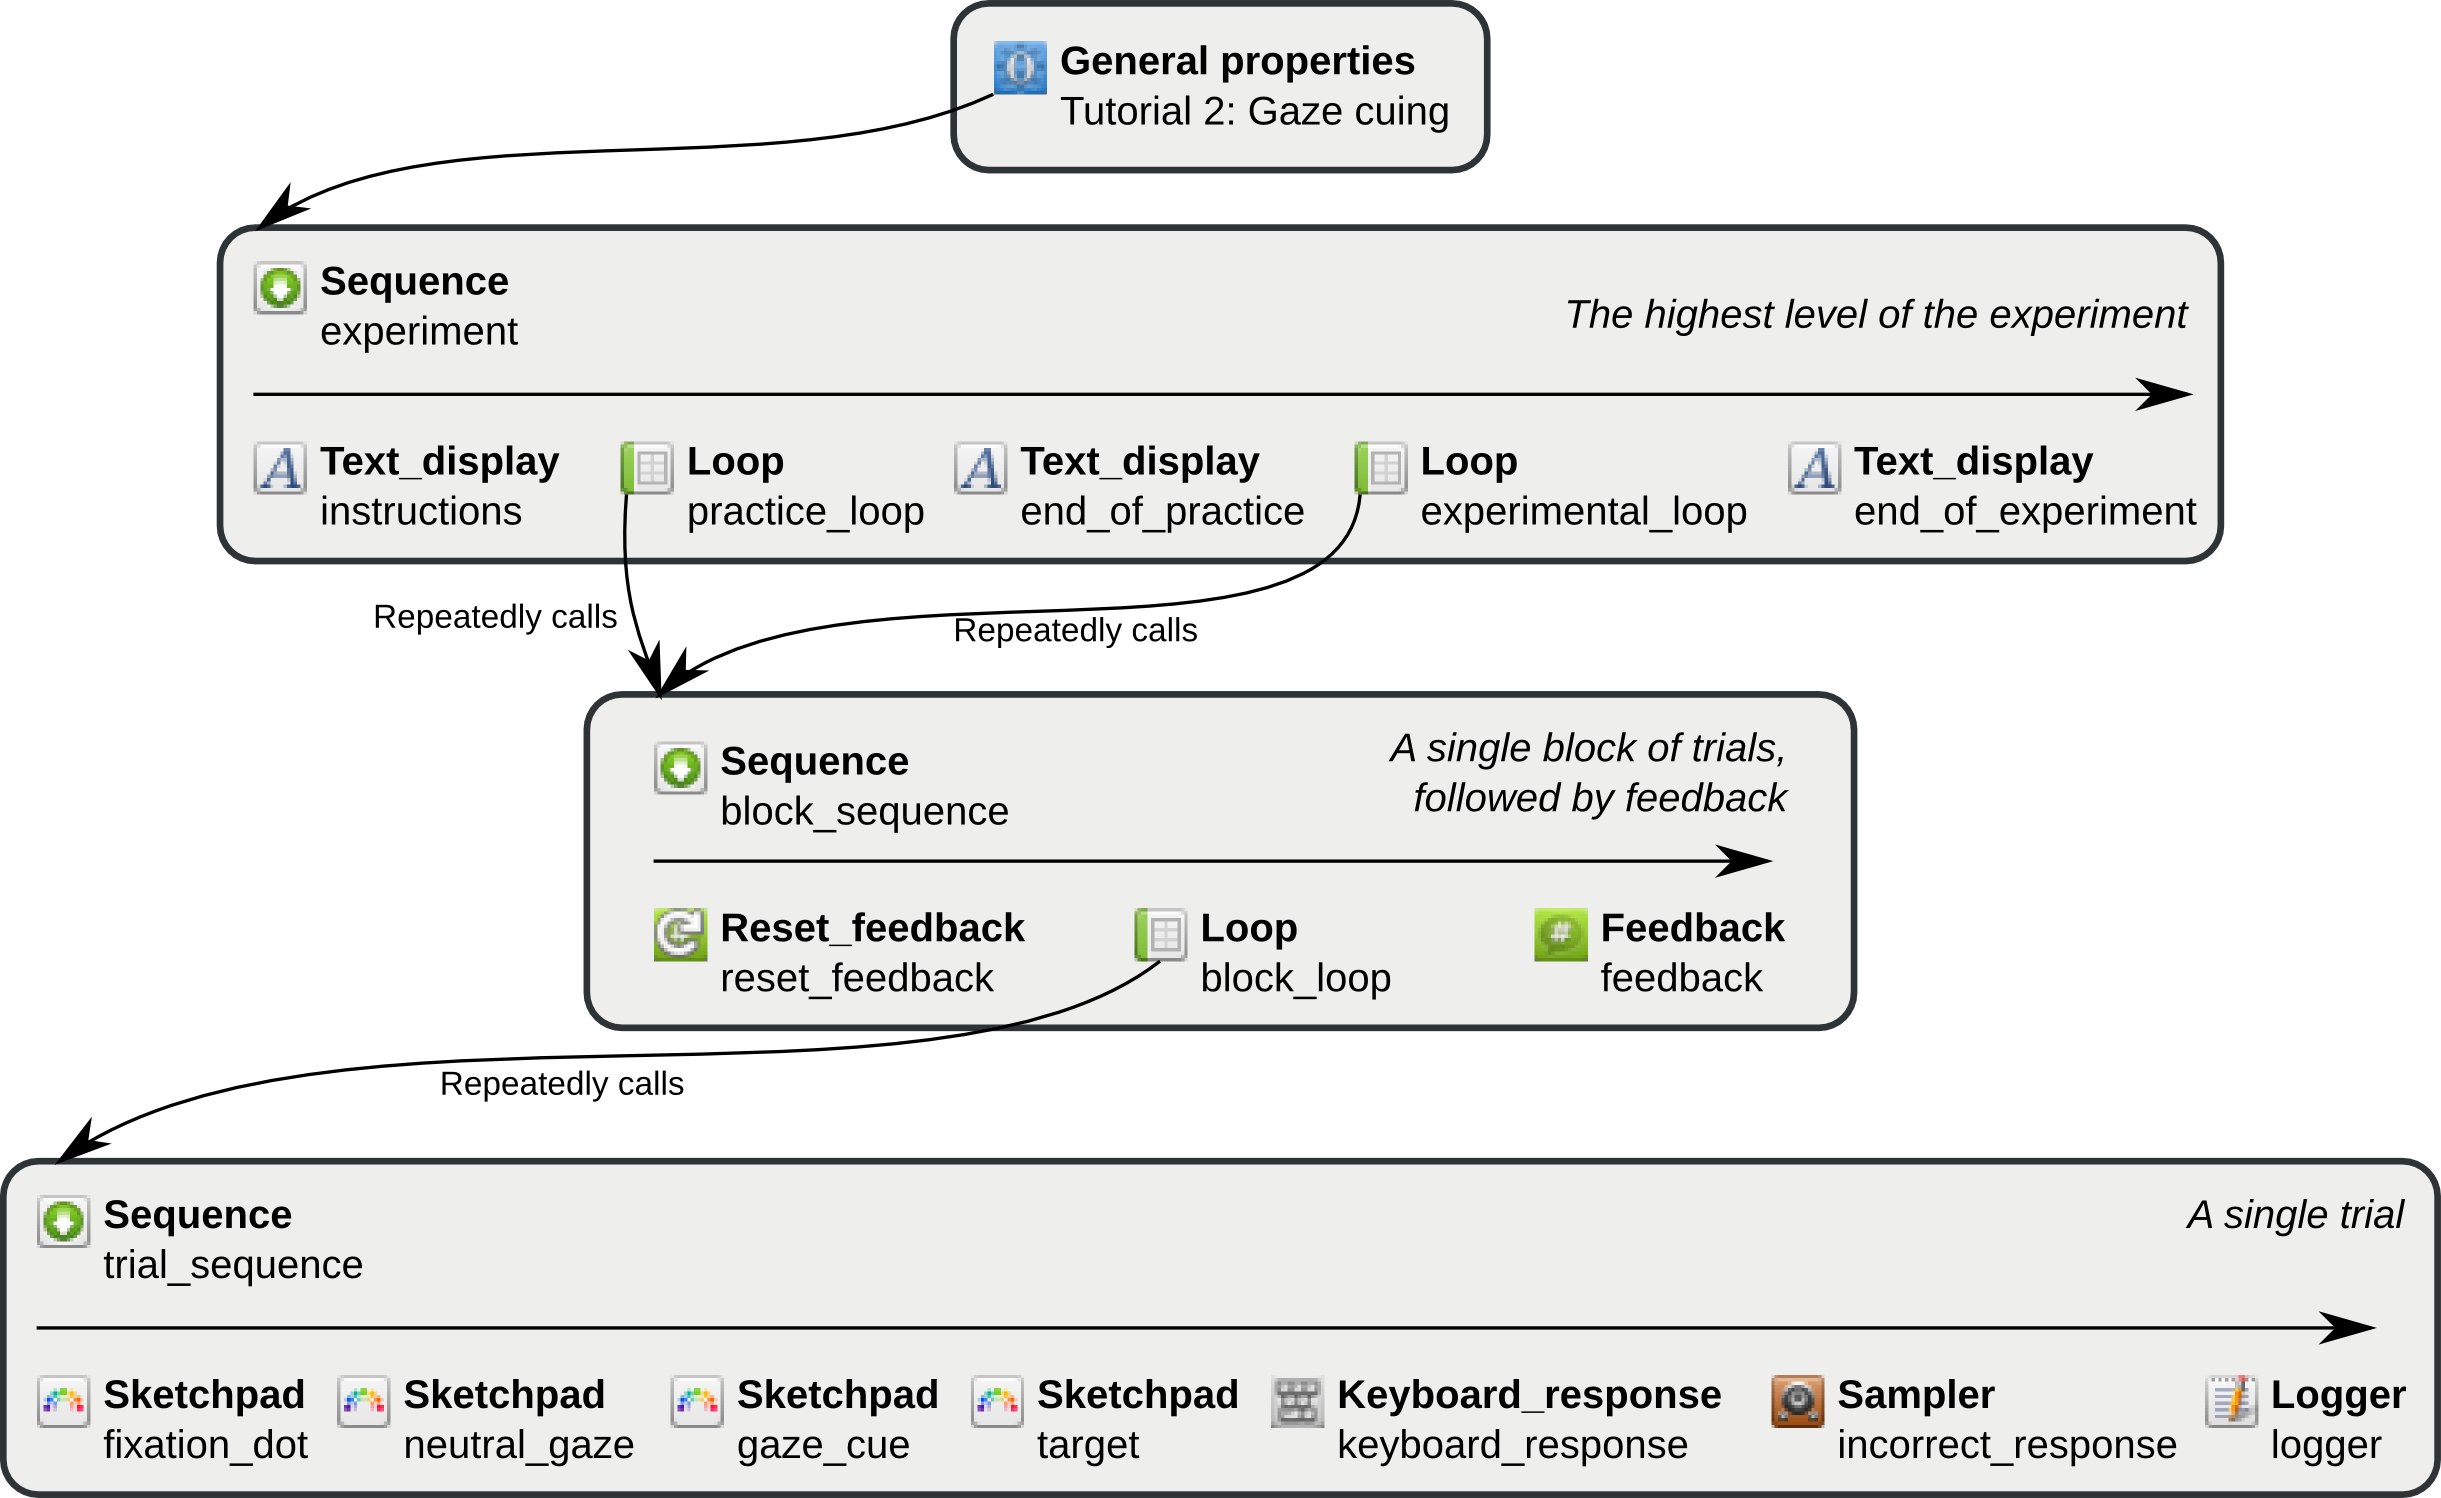 General properties
Tutorial 2: Gaze cuing
Sequence
experiment
The highest level of the experiment
Text_display
instructions
Loop
practice_loop
Text_display
end_of_practice
Loop
experimental_loop
Text_display
end_of_experiment
Repeatedly calls
Repeatedly calls
Sequence
block_sequence
A single block of trials,
followed by feedback
Reset_feedback
reset_feedback
Loop
block_loop
Feedback
feedback
Repeatedly calls
Sequence
trial_sequence
A single trial
Sketchpad
fixation_dot
Sketchpad
neutral_gaze
Sketchpad
gaze_cue
Sketchpad
target
Keyboard_response
keyboard_response
Sampler
incorrect_response
Logger
logger